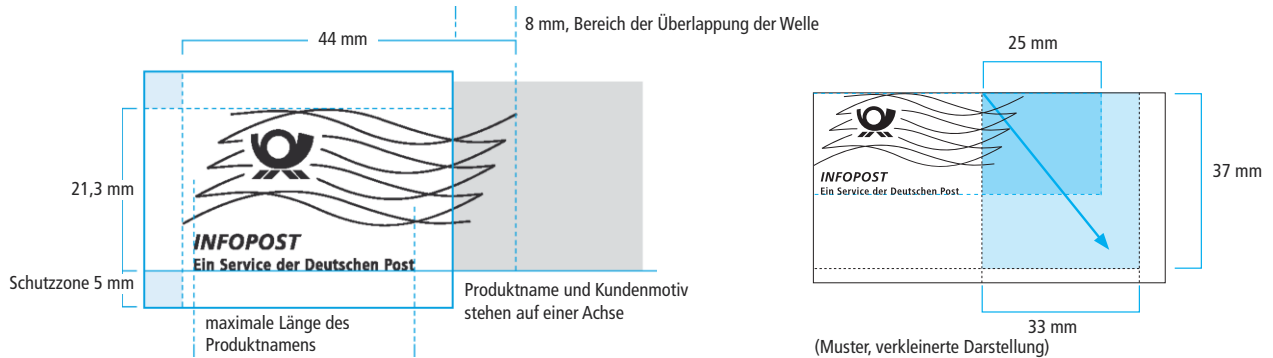 8 mm, Bereich der Überlappung der Welle
44 mm
21,3 mm
INFOPOST
Ein Service der Deutschen Post
Schutzzone 5 mm
maximale Länge des
Produktnamens
Produktname und Kundenmotiv
stehen auf einer Achse
25 mm
INFOPOST
Ein Service der Deutschen Post
37 mm
33 mm
(Muster, verkleinerte Darstellung)